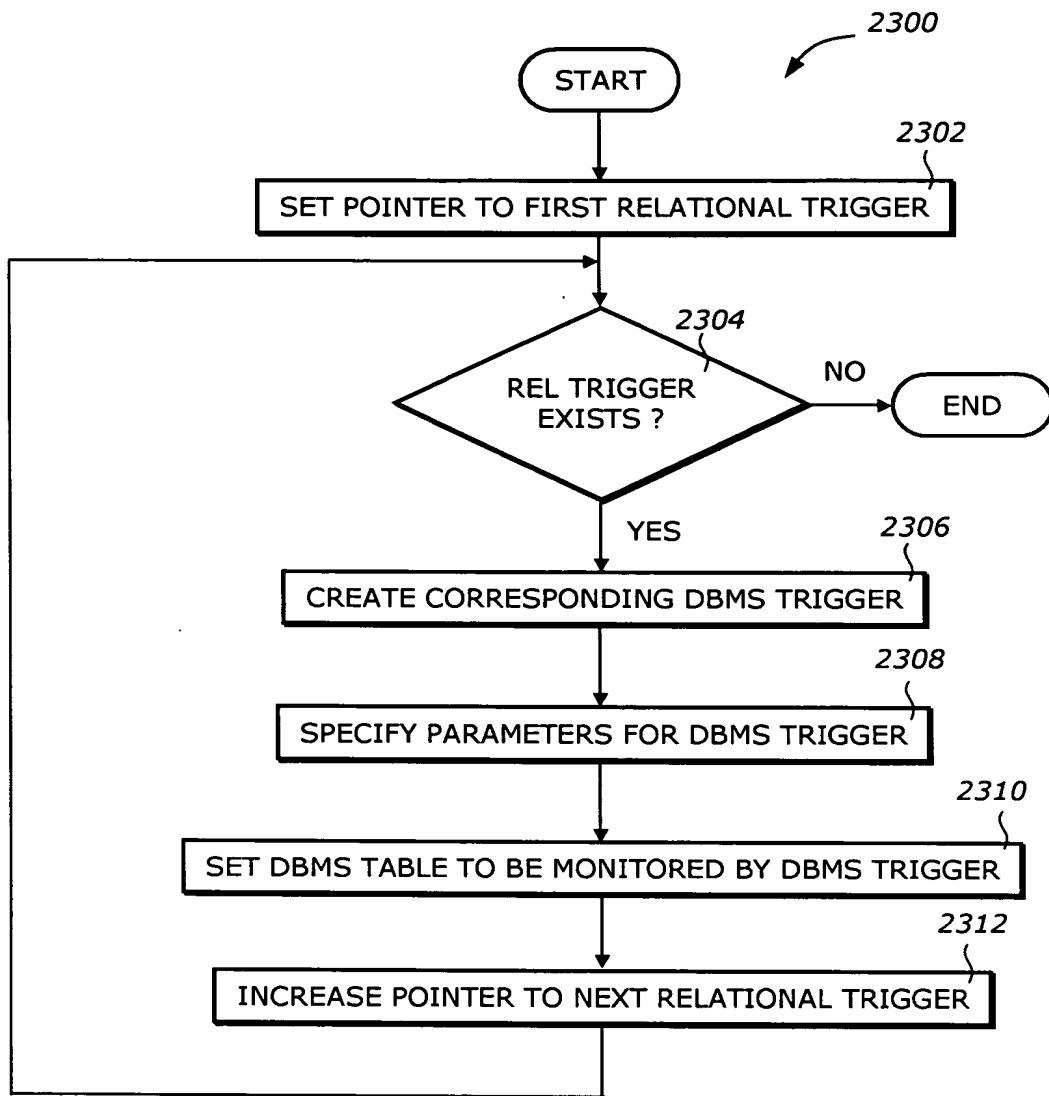 2300
START
2302
SET POINTER TO FIRST RELATIONAL TRIGGER
2304
REL TRIGGER
EXISTS ?
NO
END
YES
2306
CREATE CORRESPONDING DBMS TRIGGER
2308
SPECIFY PARAMETERS FOR DBMS TRIGGER
2310
SET DBMS TABLE TO BE MONITORED BY DBMS TRIGGER
2312
INCREASE POINTER TO NEXT RELATIONAL TRIGGER